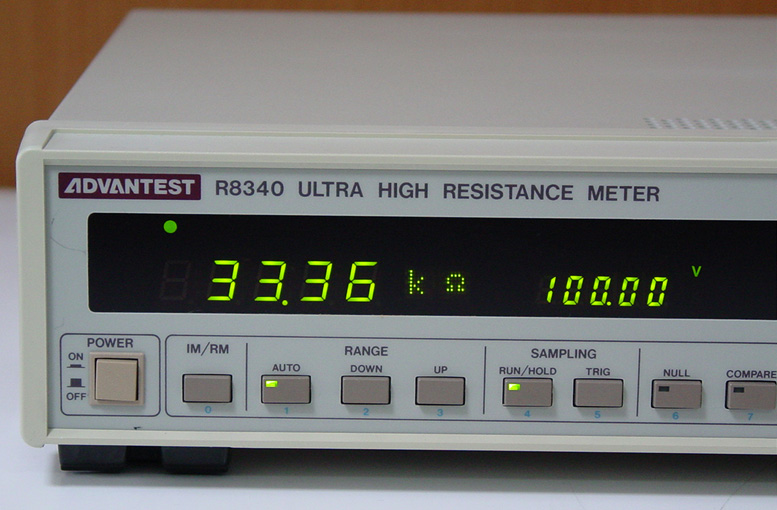 ADVANTEST R8340 ULTRA HIGH RESISTANCE METER
33.36 kΩ 100.00 V
POWER
ON
OFF
IM/RM
0
RANGE
AUTO DOWN UP
1 2 3
SAMPLING
RUN/HOLD TRIG
4 5
NULL COMPARE
6 7